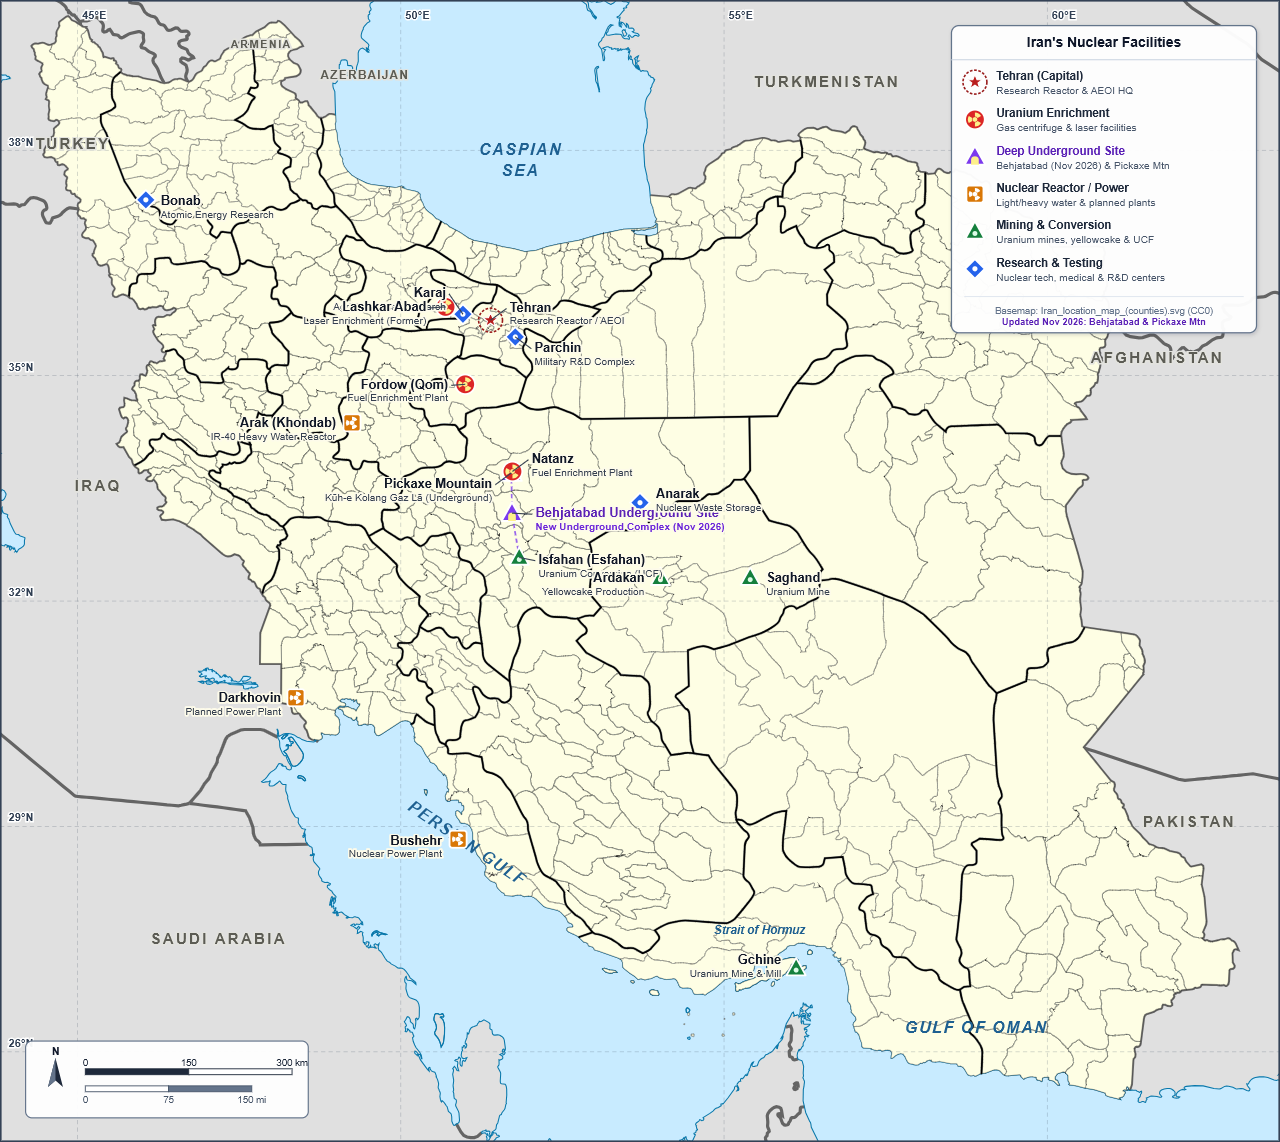 45°E
50°E
55°E
60°E
ARMENIA
AZERBAIJAN
TURKMENISTAN
TURKEY
CASPIAN
SEA
38°N
Iran's Nuclear Facilities
Tehran (Capital)
Research Reactor & AEOI HQ
Uranium Enrichment
Gas centrifuge & laser facilities
Deep Underground Site
Behjatabad (Nov 2026) & Pickaxe Mtn
Nuclear Reactor / Power
Light/heavy water & planned plants
Mining & Conversion
Uranium mines, yellowcake & UCF
Research & Testing
Nuclear tech, medical & R&D centers
Basemap: Iran_location_map_(counties).svg (CC0)
Updated Nov 2026: Behjatabad & Pickaxe Mtn
Bonab
Atomic Energy Research
Karaj
Lashkar Abad
Laser Enrichment (Former)
Tehran
Research Reactor / AEOI
Parchin
Military R&D Complex
AFGHANISTAN
35°N
Fordow (Qom)
Fuel Enrichment Plant
Arak (Khondab)
IR-40 Heavy Water Reactor
Natanz
Fuel Enrichment Plant
IRAQ
Pickaxe Mountain
Kūh-e Kolang Gaz Lā (Underground)
Anarak
Nuclear Waste Storage
Behjatabad Underground Site
New Underground Complex (Nov 2026)
Isfahan (Esfahan)
Uranium Conversion (UCF)
Ardakan
Yellowcake Production
Saghand
Uranium Mine
32°N
Darkhovin
Planned Power Plant
29°N
PERSIAN GULF
Bushehr
Nuclear Power Plant
PAKISTAN
SAUDI ARABIA
Strait of Hormuz
Gchine
Uranium Mine & Mill
GULF OF OMAN
26°N
N
0 150 300 km
0 75 150 mi